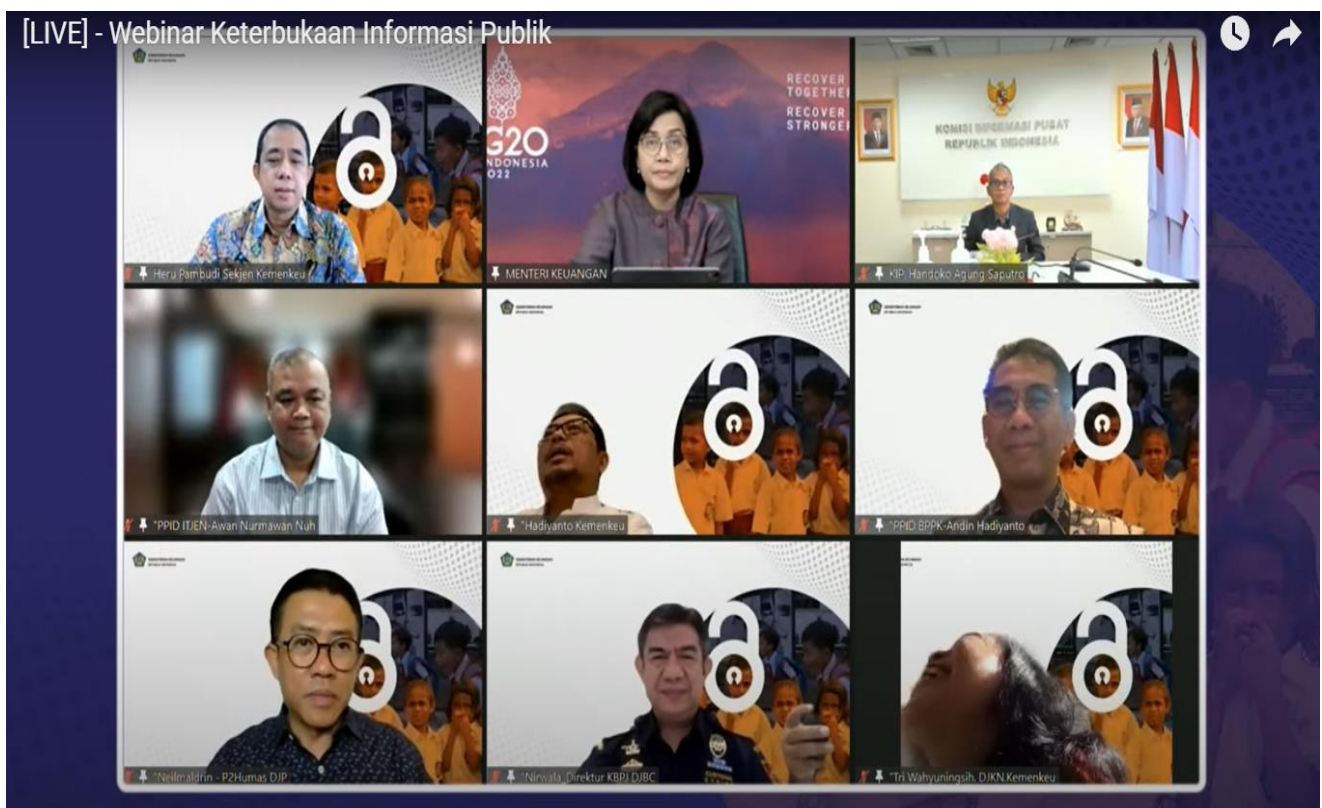 [LIVE] - Webinar Keterbukaan Informasi Publik
G20
INDONESIA
2022
RECOVER
TOGETHER
RECOVER
STRONGER
KOMISI INFORMASI PUSAT
REPUBLIK INDONESIA
Heru Pambudi Sekjen Kemenkeu
MENTERI KEUANGAN
KIP, Handoko Agung Saputro
"PPID ITJEN-Awan Nurmawan Nuh
"Hadiyanto Kemenkeu
"PPID BPPK-Andin Hadiyanto
"Neilmaldrin - P2Humas DJP
"Nirwala_Direktur KBPJ DJBC
"Tri Wahyuningsih. DJKN.Kemenkeu